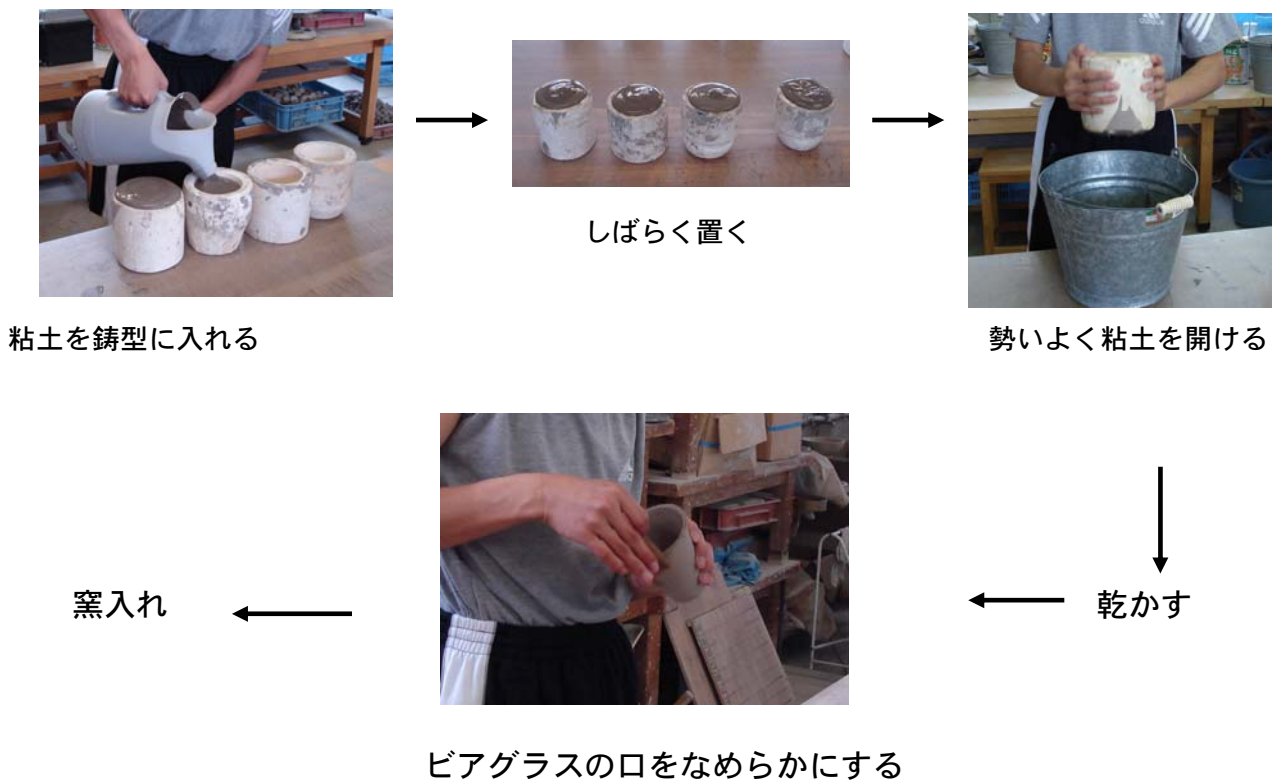 粘土を鋳型に入れる
しばらく置く
勢いよく粘土を開ける
乾かす
ビアグラスの口をなめらかにする
窯入れ
adidas